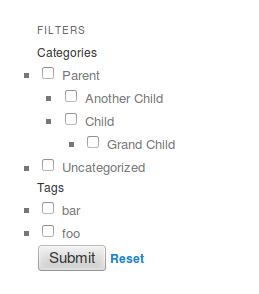 FILTERS
Categories
Parent
Another Child
Child
Grand Child
Uncategorized
Tags
bar
foo
Submit Reset